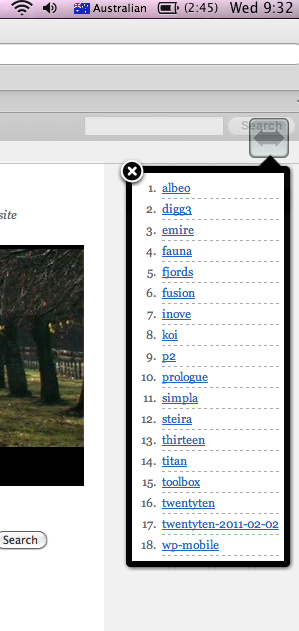 Australian (2:45) Wed 9:32
Search
site
1. albeo
2. digg3
3. emire
4. fauna
5. fjords
6. fusion
7. inove
8. koi
9. p2
10. prologue
11. simpla
12. steira
13. thirteen
14. titan
15. toolbox
16. twentyten
17. twentyten-2011-02-02
18. wp-mobile
Search